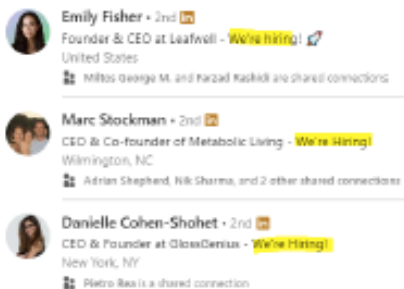 Emily Fisher • 2nd in
Founder & CEO at Leafwell - We're hiring! 🚀
United States
Miltos George M. and Farzad Rashidi are shared connections
Marc Stockman • 2nd in
CEO & Co-founder of Metabolic Living - We're Hiring!
Wilmington, NC
Adrian Shepherd, Nik Sharma, and 2 other shared connections
Danielle Cohen-Shohet • 2nd in
CEO & Founder at GlossGenius - We're Hiring!
New York, NY
Pietro Rea is a shared connection